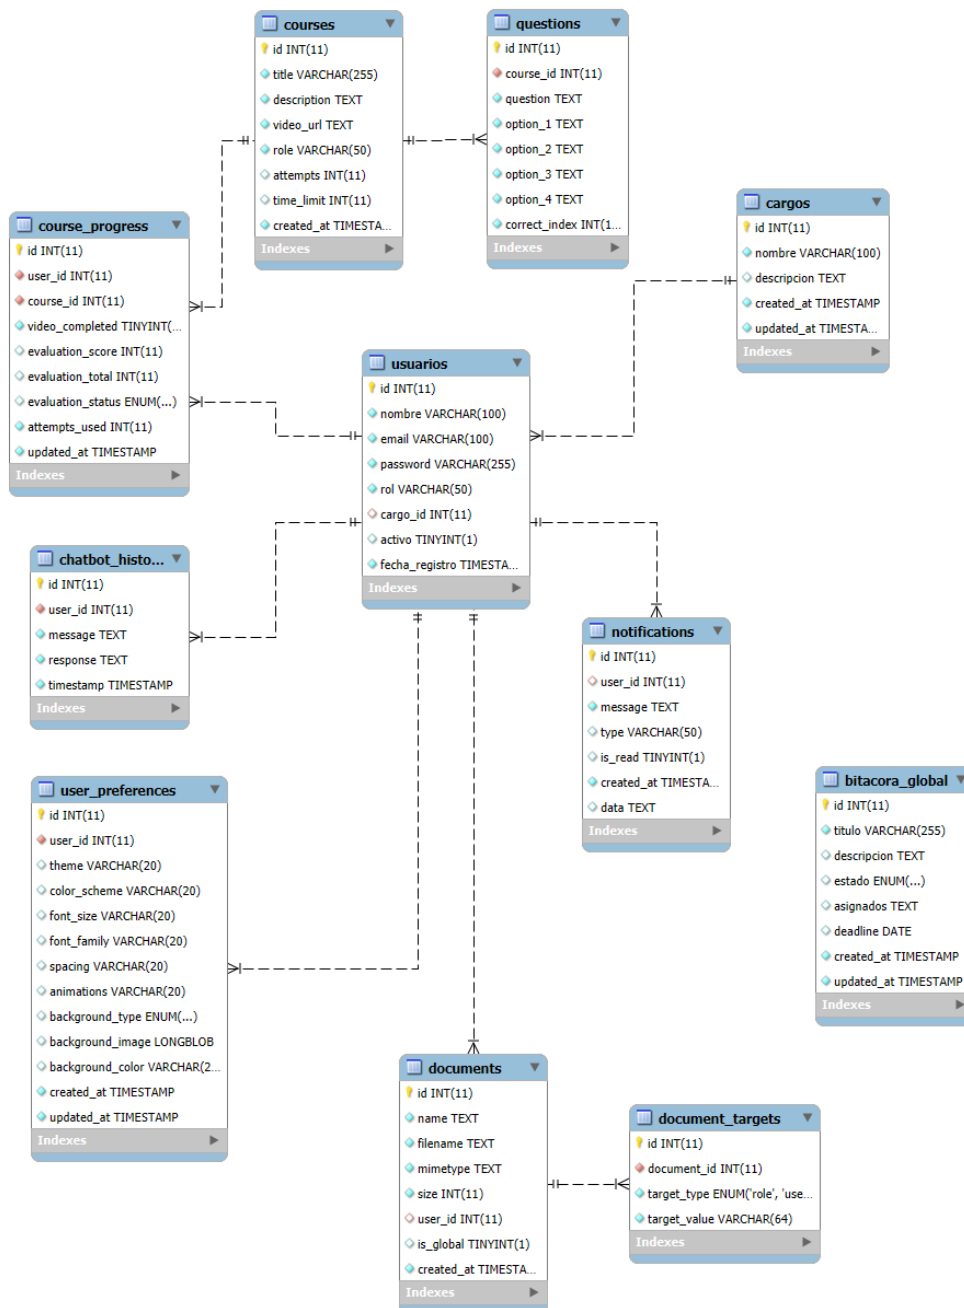 courses
id INT(11)
title VARCHAR(255)
description TEXT
video_url TEXT
role VARCHAR(50)
attempts INT(11)
time_limit INT(11)
created_at TIMESTA...
Indexes
questions
id INT(11)
course_id INT(11)
question TEXT
option_1 TEXT
option_2 TEXT
option_3 TEXT
option_4 TEXT
correct_index INT(1...
Indexes
cargos
id INT(11)
nombre VARCHAR(100)
descripcion TEXT
created_at TIMESTAMP
updated_at TIMESTA...
Indexes
course_progress
id INT(11)
user_id INT(11)
course_id INT(11)
video_completed TINYINT(...
evaluation_score INT(11)
evaluation_total INT(11)
evaluation_status ENUM(...)
attempts_used INT(11)
updated_at TIMESTAMP
Indexes
usuarios
id INT(11)
nombre VARCHAR(100)
email VARCHAR(100)
password VARCHAR(255)
rol VARCHAR(50)
cargo_id INT(11)
activo TINYINT(1)
fecha_registro TIMESTA...
Indexes
chatbot_histo...
id INT(11)
user_id INT(11)
message TEXT
response TEXT
timestamp TIMESTAMP
Indexes
notifications
id INT(11)
user_id INT(11)
message TEXT
type VARCHAR(50)
is_read TINYINT(1)
created_at TIMESTA...
data TEXT
Indexes
user_preferences
id INT(11)
user_id INT(11)
theme VARCHAR(20)
color_scheme VARCHAR(20)
font_size VARCHAR(20)
font_family VARCHAR(20)
spacing VARCHAR(20)
animations VARCHAR(20)
background_type ENUM(...)
background_image LONGBLOB
background_color VARCHAR(2...
created_at TIMESTAMP
updated_at TIMESTAMP
Indexes
bitacora_global
id INT(11)
titulo VARCHAR(255)
descripcion TEXT
estado ENUM(...)
asignados TEXT
deadline DATE
created_at TIMESTAMP
updated_at TIMESTAMP
Indexes
documents
id INT(11)
name TEXT
filename TEXT
mimetype TEXT
size INT(11)
user_id INT(11)
is_global TINYINT(1)
created_at TIMESTA...
Indexes
document_targets
id INT(11)
document_id INT(11)
target_type ENUM('role', 'use...
target_value VARCHAR(64)
Indexes